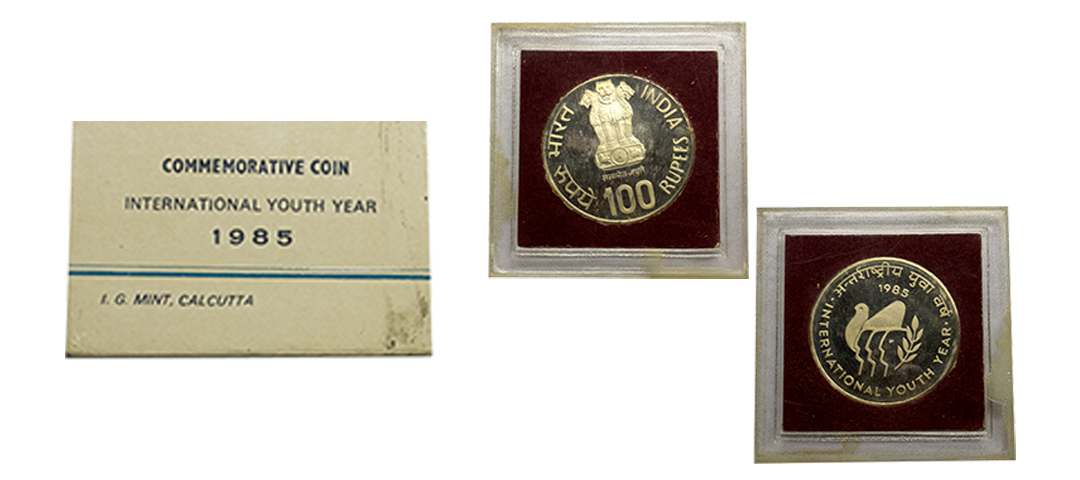 COMMEMORATIVE COIN
INTERNATIONAL YOUTH YEAR
1985
I. G. MINT, CALCUTTA
भारत
INDIA
सत्यमेव जयते
रुपये 100 RUPEES
अन्तर्राष्ट्रीय युवा वर्ष
1985
INTERNATIONAL YOUTH YEAR